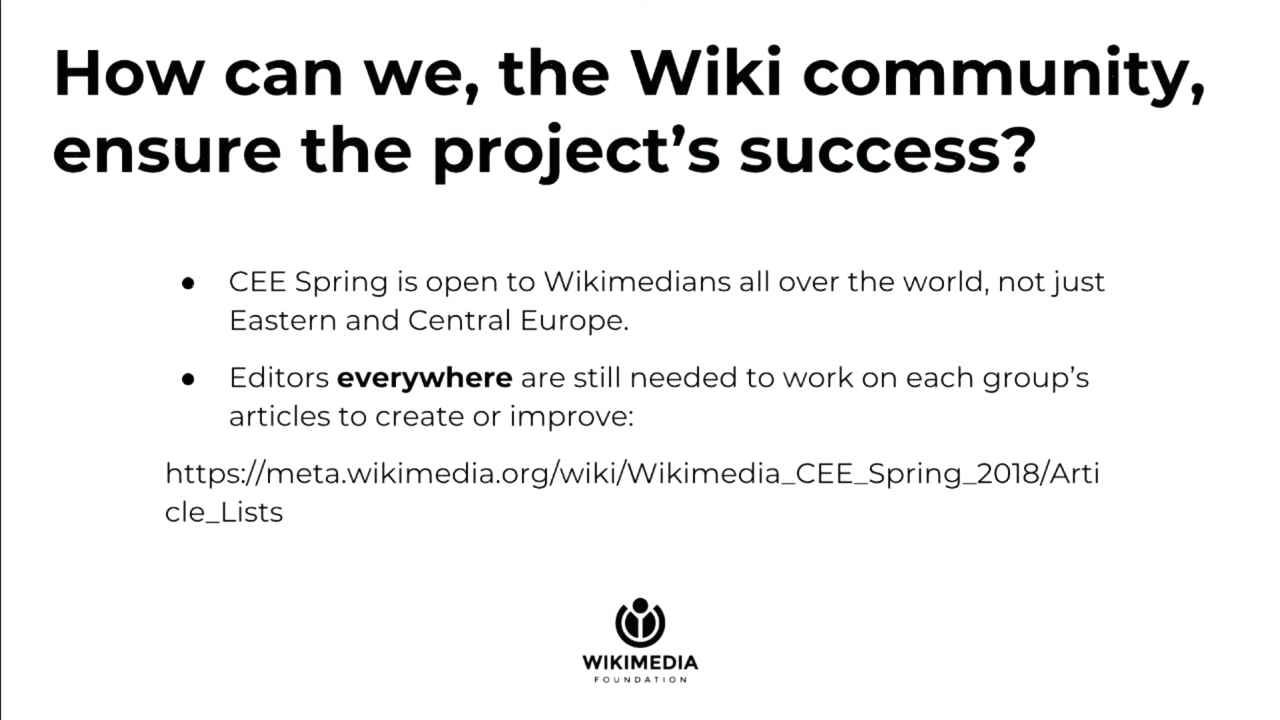 How can we, the Wiki community,
ensure the project's success?
● CEE Spring is open to Wikimedians all over the world, not just
Eastern and Central Europe.
● Editors everywhere are still needed to work on each group's
articles to create or improve:
https://meta.wikimedia.org/wiki/Wikimedia_CEE_Spring_2018/Arti
cle_Lists
WIKIMEDIA
FOUNDATION